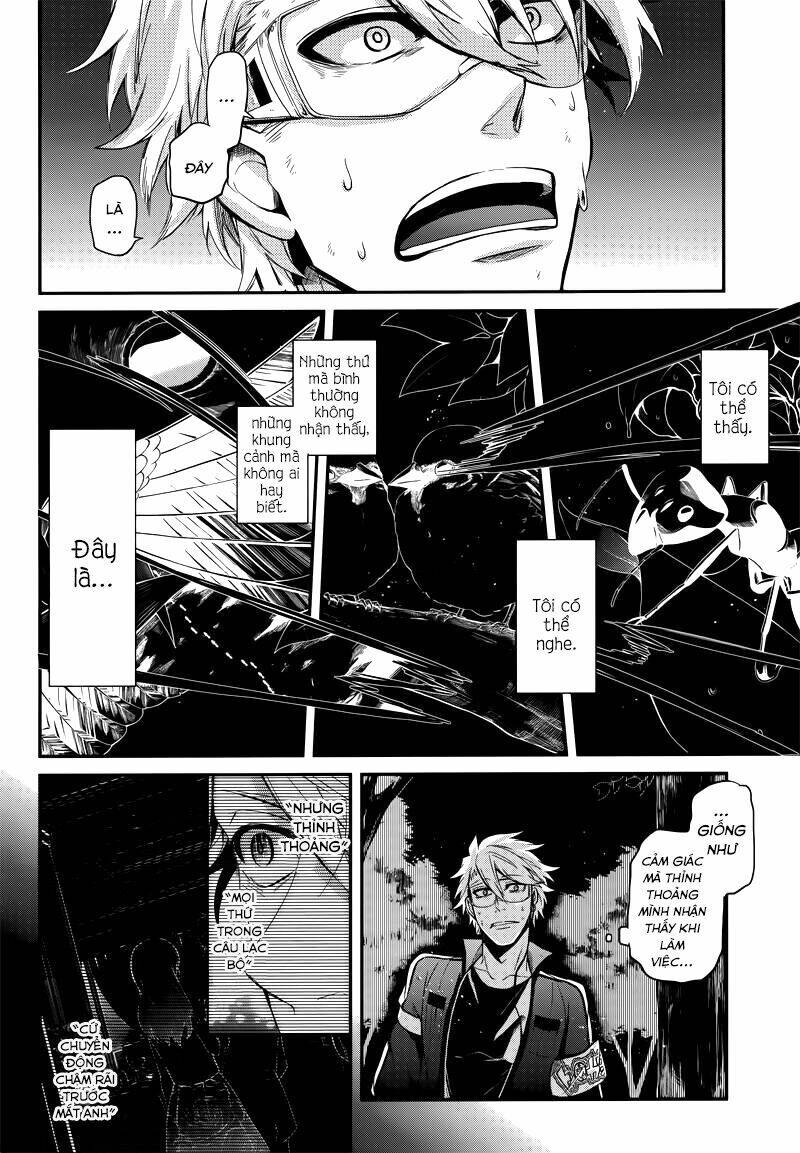 ...
ĐÂY
LÀ
...
Tôi có
thể
thấy.
Tôi có
thể
nghe.
Những thứ
mà bình
thường
không
nhận thấy,
những
khung
cảnh mà
không ai
hay
biết.
Đây
là...
...
GIỐNG
NHƯ
CẢM GIÁC
MÀ THỈNH
THOẢNG
MÌNH NHẬN
THẤY KHI
LÀM
VIỆC...
"NHƯNG
THỈNH
THOẢNG"
"MỌI
THỨ
TRONG
CÂU LẠC
BỘ
"CỨ
CHUYỂN
ĐỘNG
CHẬM RÃI
TRƯỚC
MẮT ANH"